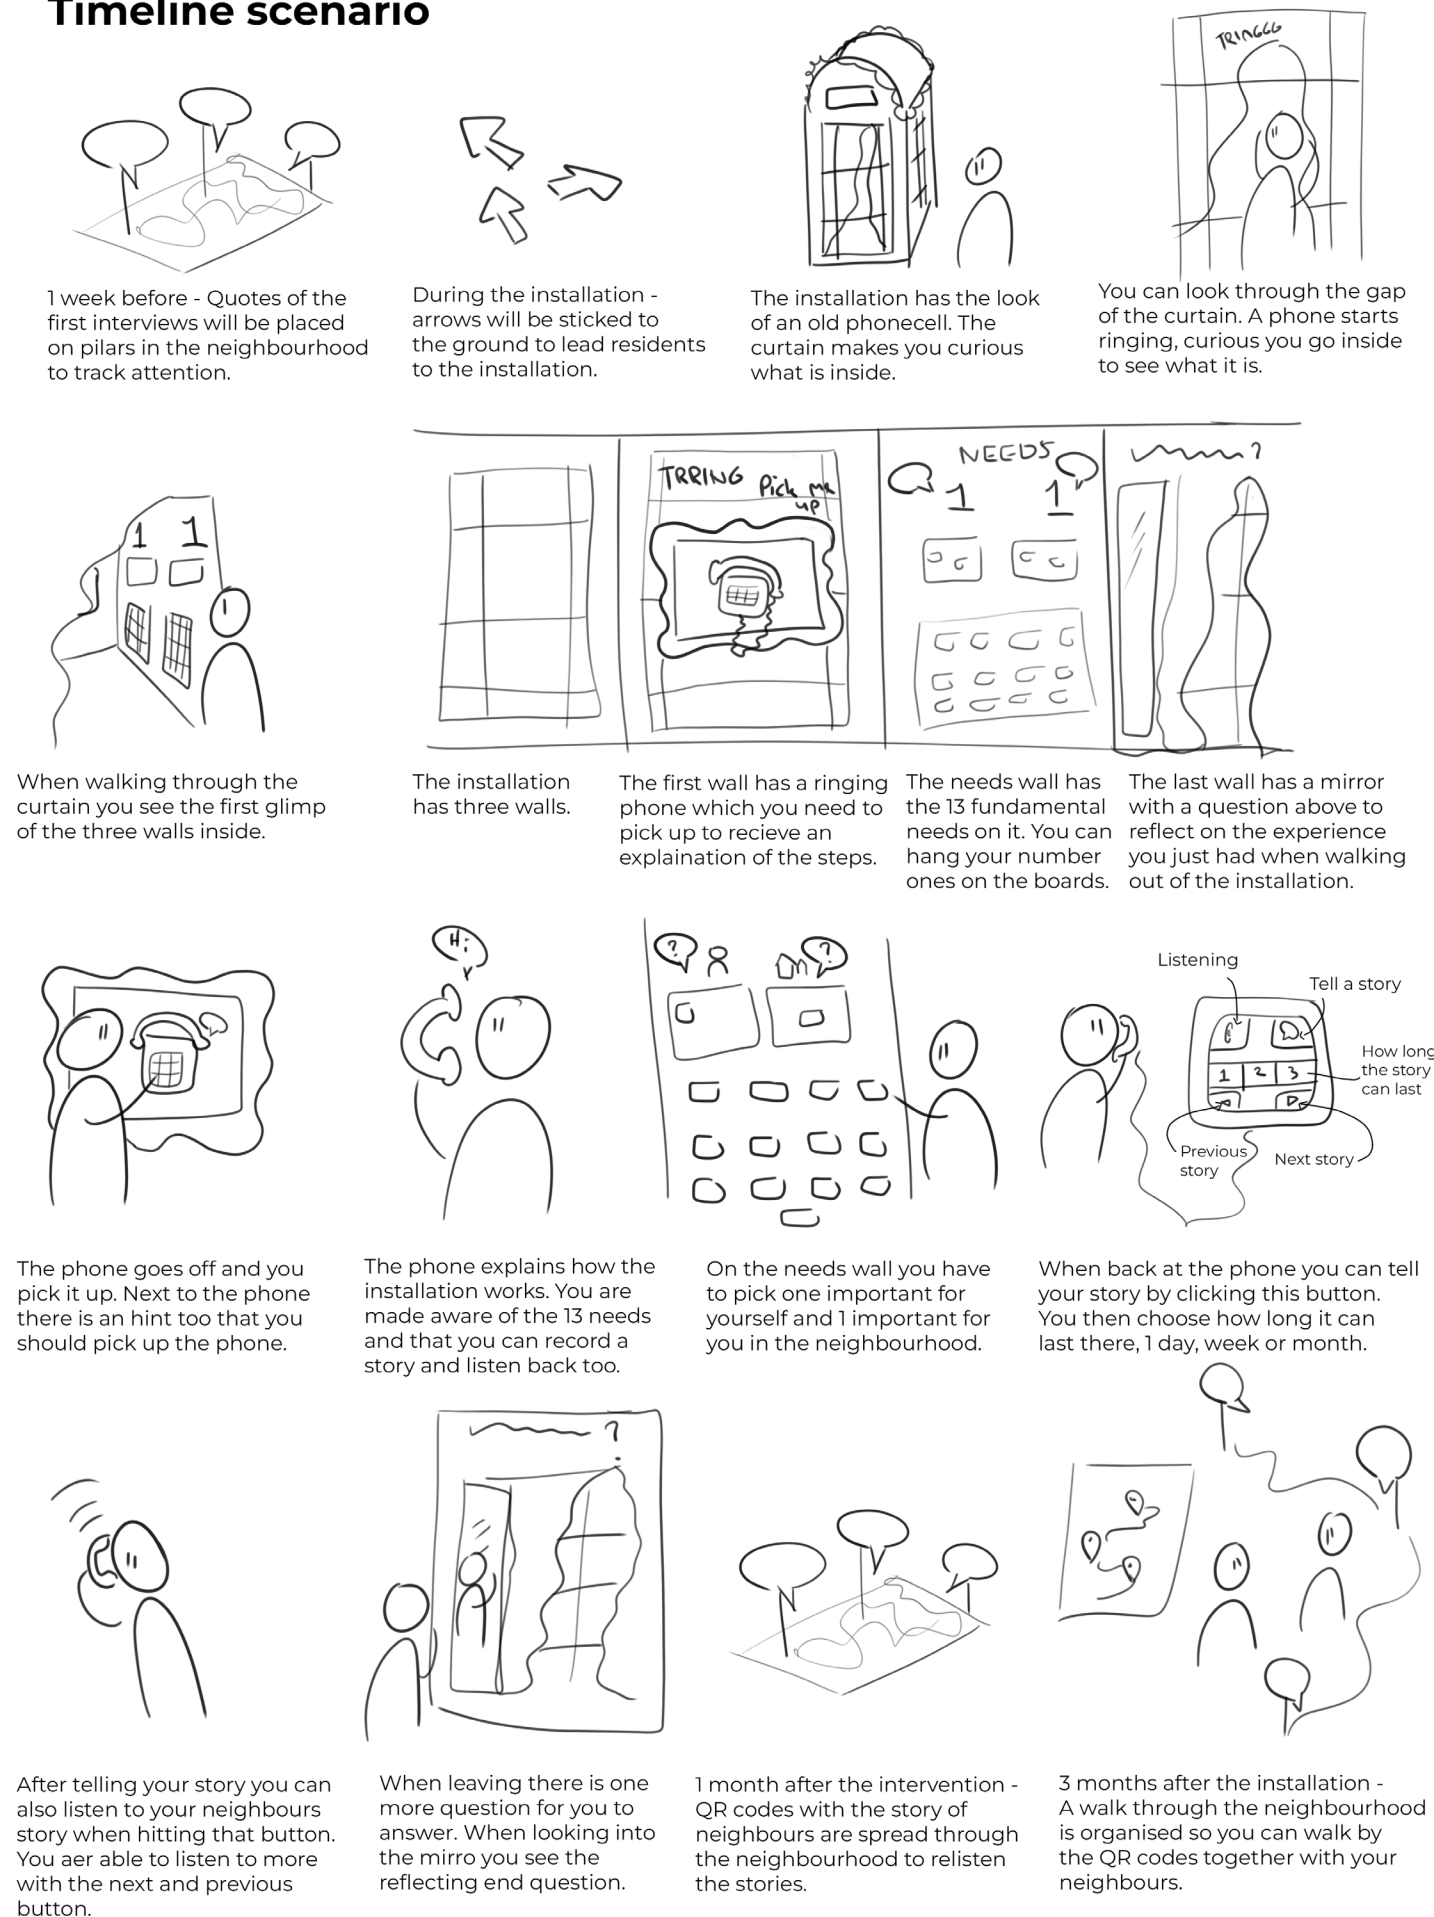 Timeline scenario
TRINGGG
1 week before - Quotes of the
first interviews will be placed
on pilars in the neighbourhood
to track attention.
During the installation -
arrows will be sticked to
the ground to lead residents
to the installation.
The installation has the look
of an old phonecell. The
curtain makes you curious
what is inside.
You can look through the gap
of the curtain. A phone starts
ringing, curious you go inside
to see what it is.
1 1
TRRING Pick me
up
NEEDS
1 1
?
When walking through the
curtain you see the first glimp
of the three walls inside.
The installation
has three walls.
The first wall has a ringing
phone which you need to
pick up to recieve an
explaination of the steps.
The needs wall has
the 13 fundamental
needs on it. You can
hang your number
ones on the boards.
The last wall has a mirror
with a question above to
reflect on the experience
you just had when walking
out of the installation.
Hi
? ?
Listening
Tell a story
1 2 3
How long
the story
can last
Previous
story
Next story
The phone goes off and you
pick it up. Next to the phone
there is an hint too that you
should pick up the phone.
The phone explains how the
installation works. You are
made aware of the 13 needs
and that you can record a
story and listen back too.
On the needs wall you have
to pick one important for
yourself and 1 important for
you in the neighbourhood.
When back at the phone you can tell
your story by clicking this button.
You then choose how long it can
last there, 1 day, week or month.
?
After telling your story you can
also listen to your neighbours
story when hitting that button.
You aer able to listen to more
with the next and previous
button.
When leaving there is one
more question for you to
answer. When looking into
the mirro you see the
reflecting end question.
1 month after the intervention -
QR codes with the story of
neighbours are spread through
the neighbourhood to relisten
the stories.
3 months after the installation -
A walk through the neighbourhood
is organised so you can walk by
the QR codes together with your
neighbours.